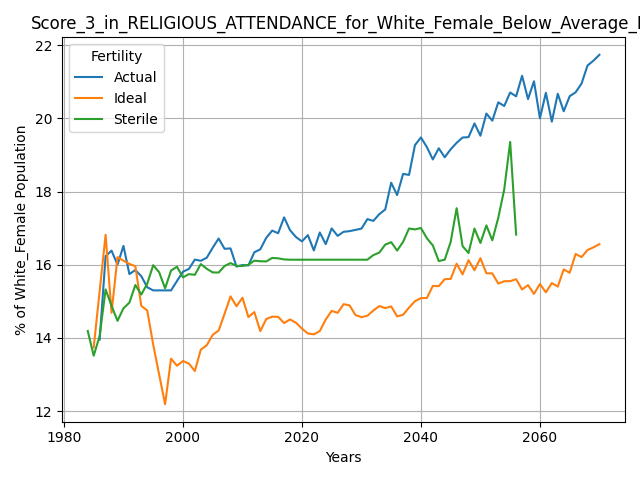 Score_3_in_RELIGIOUS_ATTENDANCE_for_White_Female_Below_Average_
Fertility
Actual
Ideal
Sterile
% of White_Female Population
22
20
18
16
14
12
1980
2000
2020
2040
2060
Years